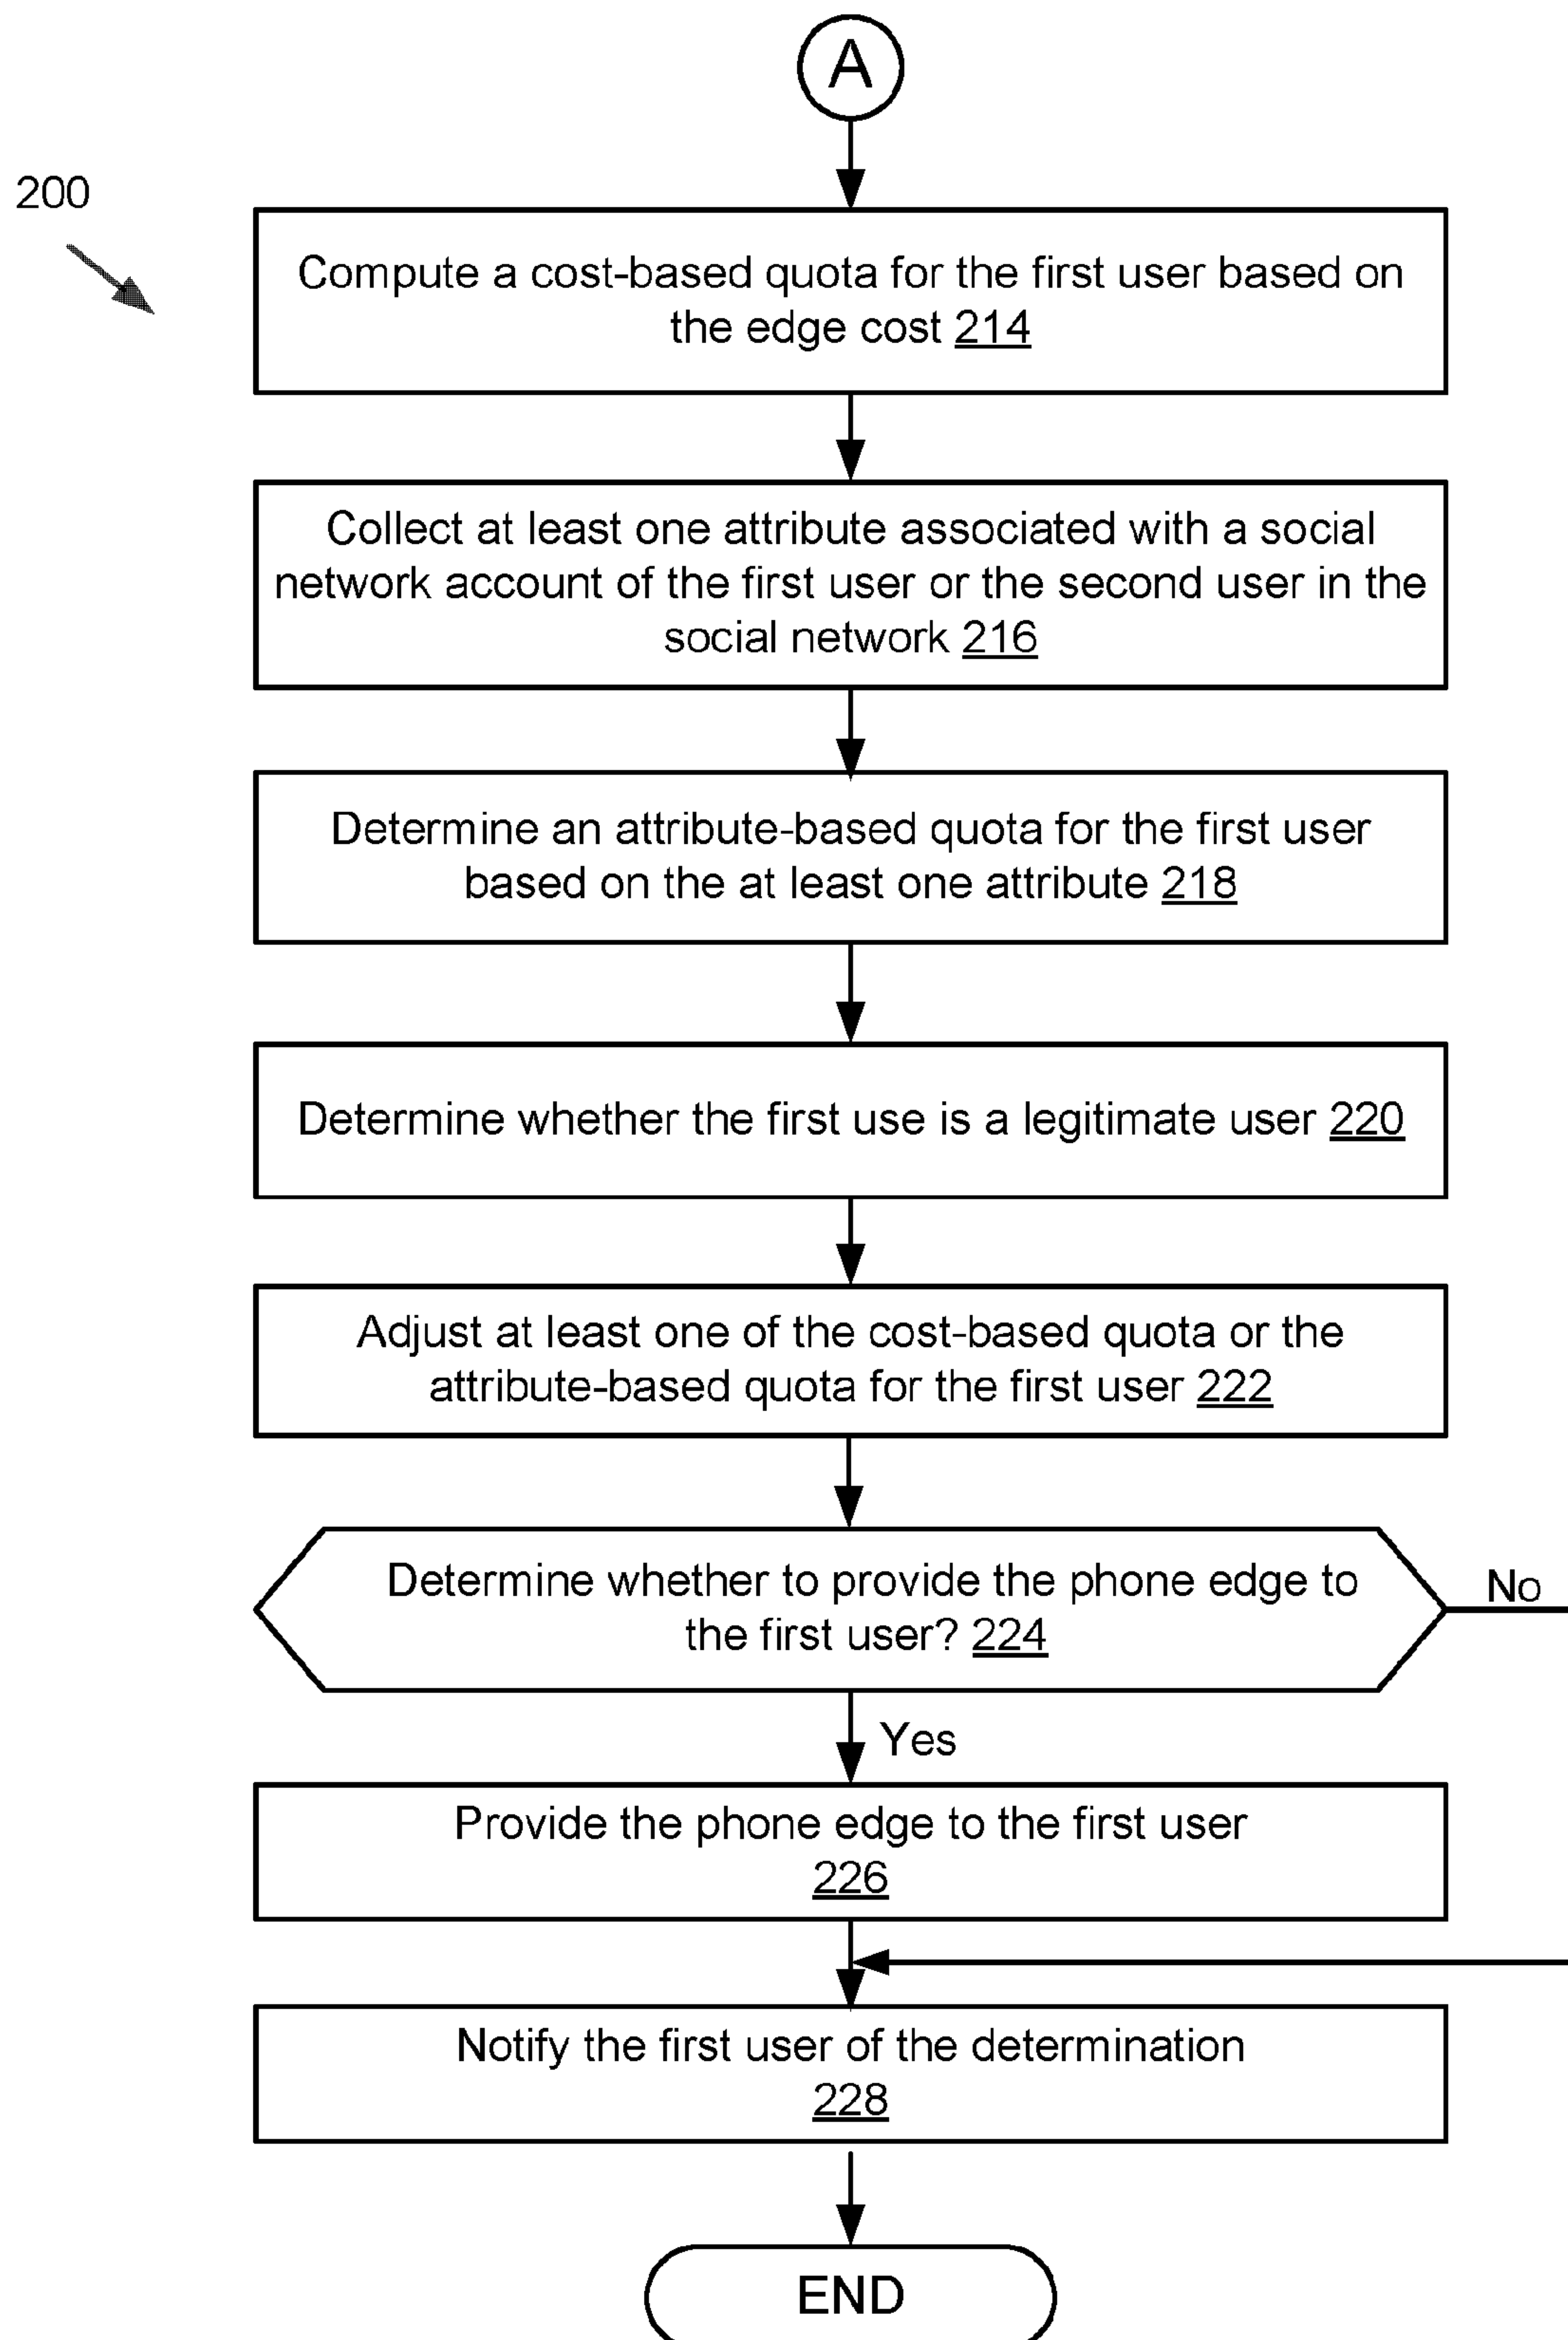 A
200
Compute a cost-based quota for the first user based on
the edge cost 214
Collect at least one attribute associated with a social
network account of the first user or the second user in the
social network 216
Determine an attribute-based quota for the first user
based on the at least one attribute 218
Determine whether the first use is a legitimate user 220
Adjust at least one of the cost-based quota or the
attribute-based quota for the first user 222
Determine whether to provide the phone edge to
the first user? 224
No
Yes
Provide the phone edge to the first user
226
Notify the first user of the determination
228
END